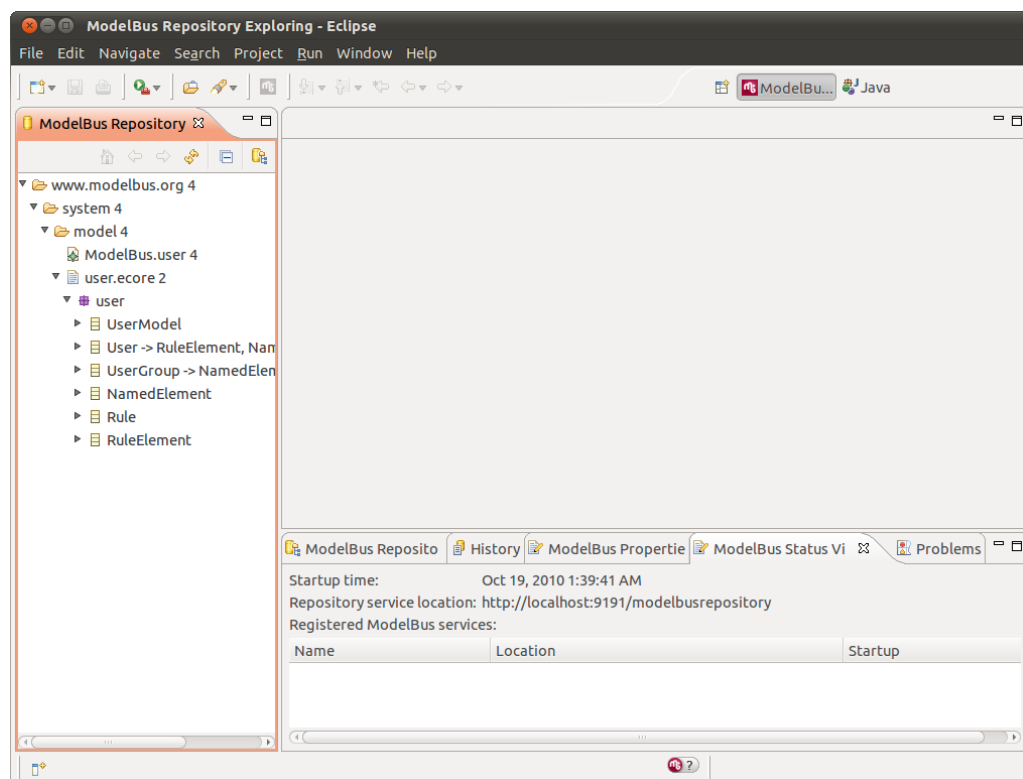 ModelBus Repository Exploring - Eclipse
File Edit Navigate Search Project Run Window Help
ModelBu... Java
ModelBus Repository
www.modelbus.org 4
system 4
model 4
ModelBus.user 4
user.ecore 2
user
UserModel
User -> RuleElement, Nam
UserGroup -> NamedElem
NamedElement
Rule
RuleElement
ModelBus Reposito History ModelBus Propertie ModelBus Status Vi Problems
Startup time: Oct 19, 2010 1:39:41 AM
Repository service location: http://localhost:9191/modelbusrepository
Registered ModelBus services:
Name Location Startup
?